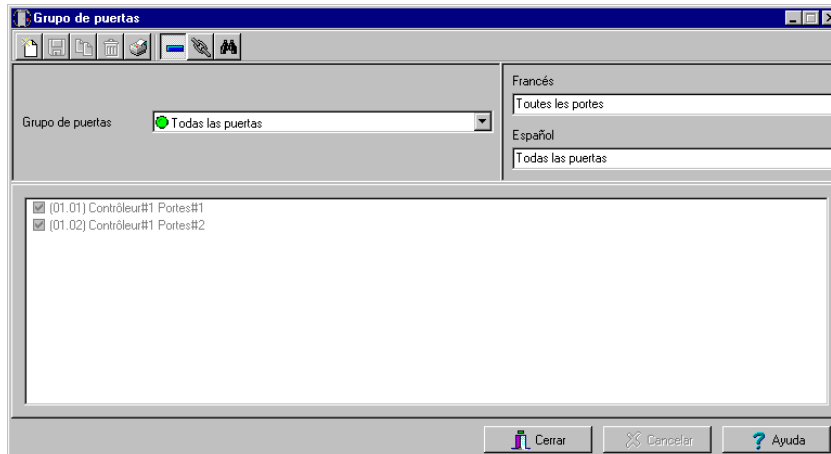 Grupo de puertas
Francés
Toutes les portes
Grupo de puertas
Todas las puertas
Español
Todas las puertas
(01.01) Contrôleur#1 Portes#1
(01.02) Contrôleur#1 Portes#2
Cerrar
Cancelar
Ayuda